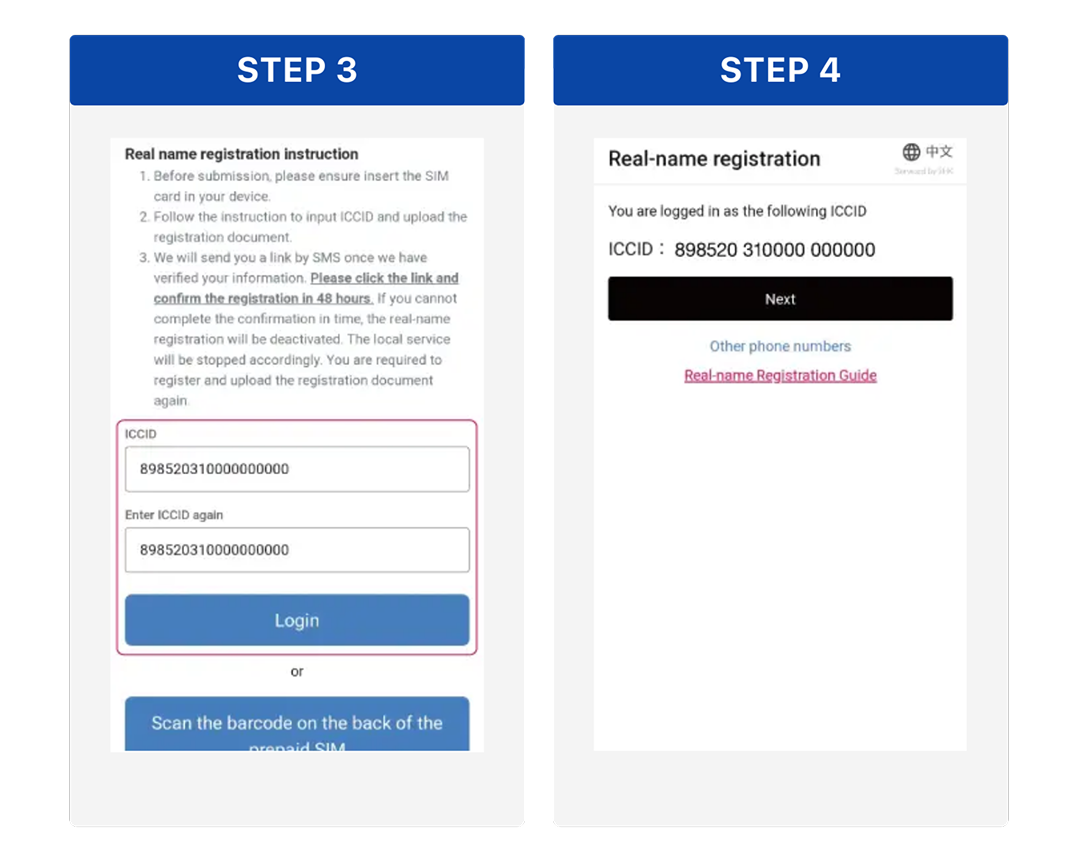 STEP 3
Real name registration instruction
1. Before submission, please ensure insert the SIM
card in your device.
2. Follow the instruction to input ICCID and upload the
registration document.
3. We will send you a link by SMS once we have
verified your information. Please click the link and
confirm the registration in 48 hours. If you cannot
complete the confirmation in time, the real-name
registration will be deactivated. The local service
will be stopped accordingly. You are required to
register and upload the registration document
again.
ICCID
898520310000000000
Enter ICCID again
898520310000000000
Login
or
Scan the barcode on the back of the
prepaid SIM
STEP 4
Real-name registration
中文
You are logged in as the following ICCID
ICCID： 898520 310000 000000
Next
Other phone numbers
Real-name Registration Guide